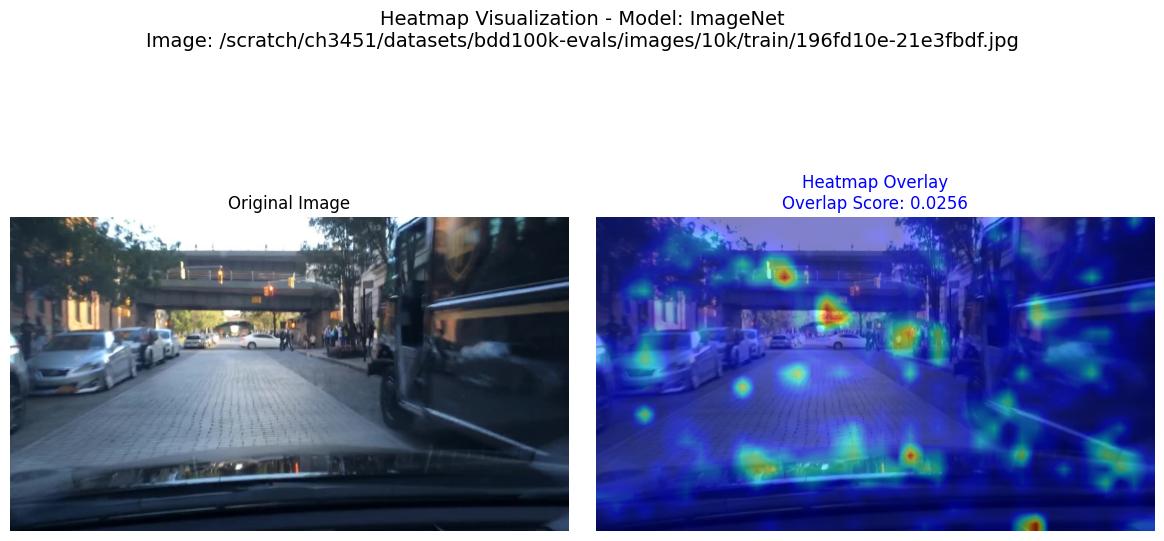 Heatmap Visualization - Model: ImageNet
Image: /scratch/ch3451/datasets/bdd100k-evals/images/10k/train/196fd10e-21e3fbdf.jpg
Original Image
Heatmap Overlay
Overlap Score: 0.0256